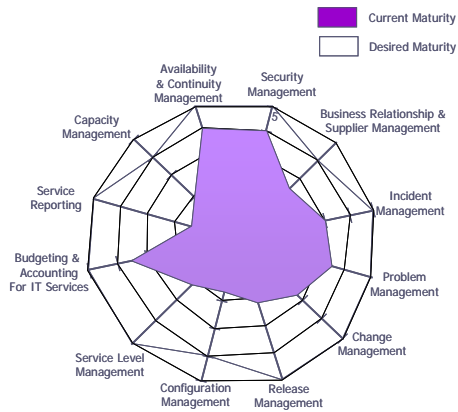 Current Maturity
Desired Maturity
Availability
& Continuity
Management
Security
Management
5
Capacity
Management
Business Relationship &
Supplier Management
Service
Reporting
Incident
Management
Budgeting &
Accounting
For IT Services
Problem
Management
Service Level
Management
Change
Management
Configuration
Management
Release
Management